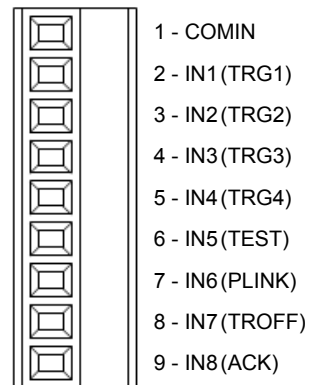 1 - COMIN
2 - IN1(TRG1)
3 - IN2(TRG2)
4 - IN3(TRG3)
5 - IN4(TRG4)
6 - IN5(TEST)
7 - IN6(PLINK)
8 - IN7(TROFF)
9 - IN8(ACK)